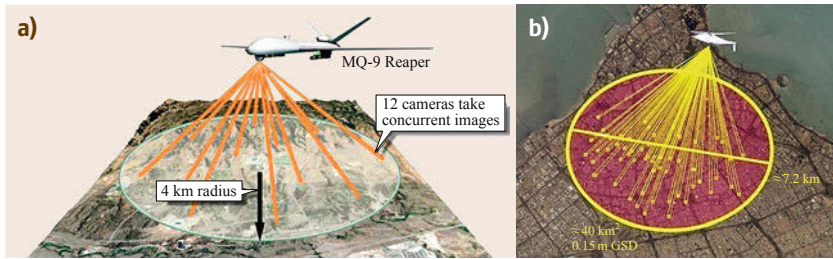 a)
MQ-9 Reaper
12 cameras take
concurrent images
4 km radius
b)
≈ 7.2 km
≈ 40 km²
0.15 m GSD